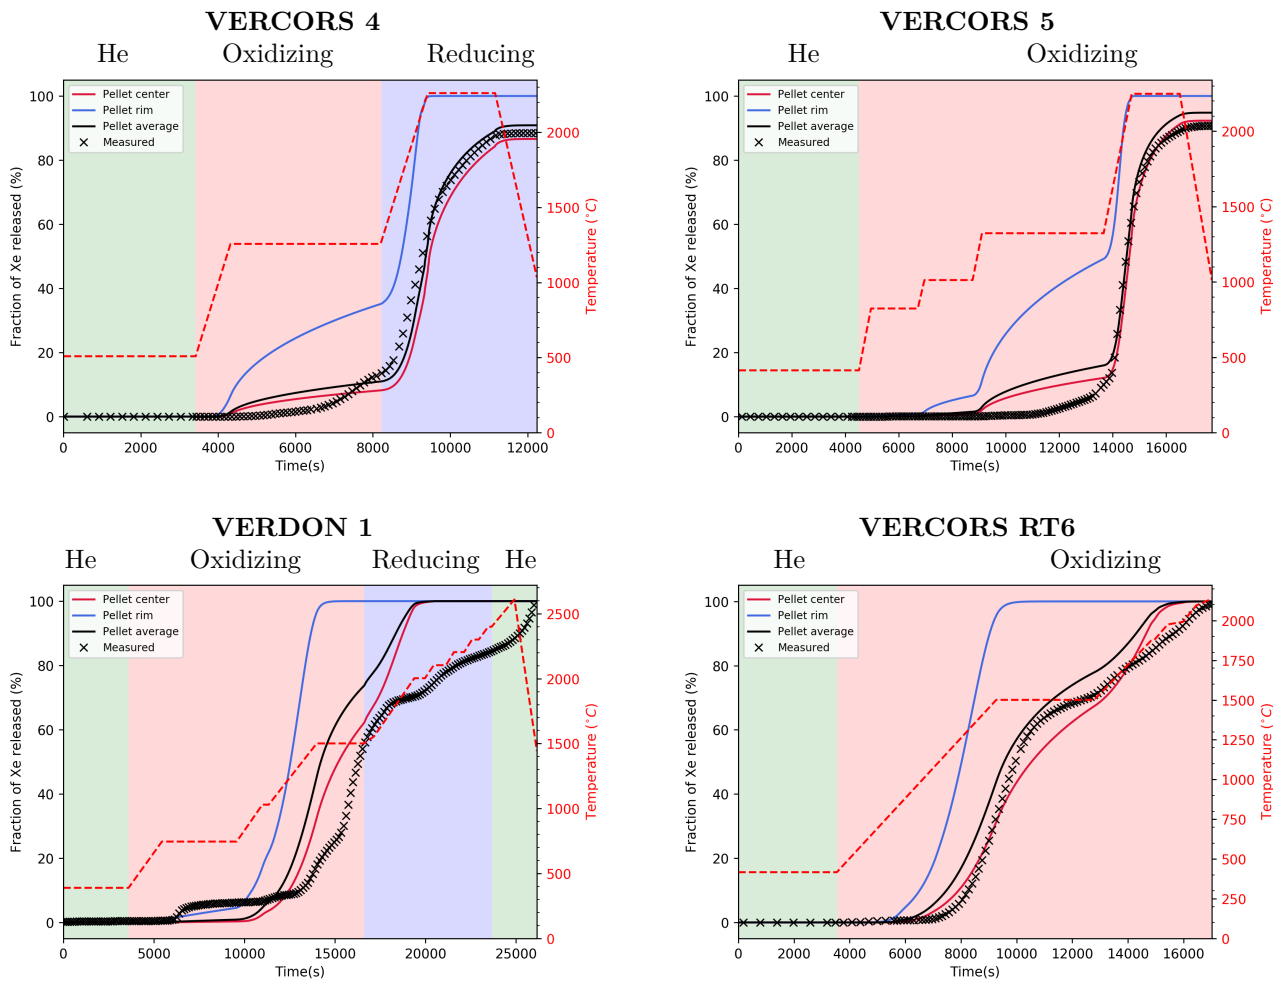 VERCORS 4
He Oxidizing Reducing
Pellet center
Pellet rim
Pellet average
Measured
Fraction of Xe released (%)
100
80
60
40
20
0
2000
1500
1000
500
0
Temperature (°C)
0 2000 4000 6000 8000 10000 12000
Time(s)
VERCORS 5
He Oxidizing
Pellet center
Pellet rim
Pellet average
Measured
Fraction of Xe released (%)
100
80
60
40
20
0
2000
1500
1000
500
0
Temperature (°C)
0 2000 4000 6000 8000 10000 12000 14000 16000
Time(s)
VERDON 1
He Oxidizing Reducing He
Pellet center
Pellet rim
Pellet average
Measured
Fraction of Xe released (%)
100
80
60
40
20
0
2500
2000
1500
1000
500
0
Temperature (°C)
0 5000 10000 15000 20000 25000
Time(s)
VERCORS RT6
He Oxidizing
Pellet center
Pellet rim
Pellet average
Measured
Fraction of Xe released (%)
100
80
60
40
20
0
2000
1750
1500
1250
1000
750
500
250
0
Temperature (°C)
0 2000 4000 6000 8000 10000 12000 14000 16000
Time(s)